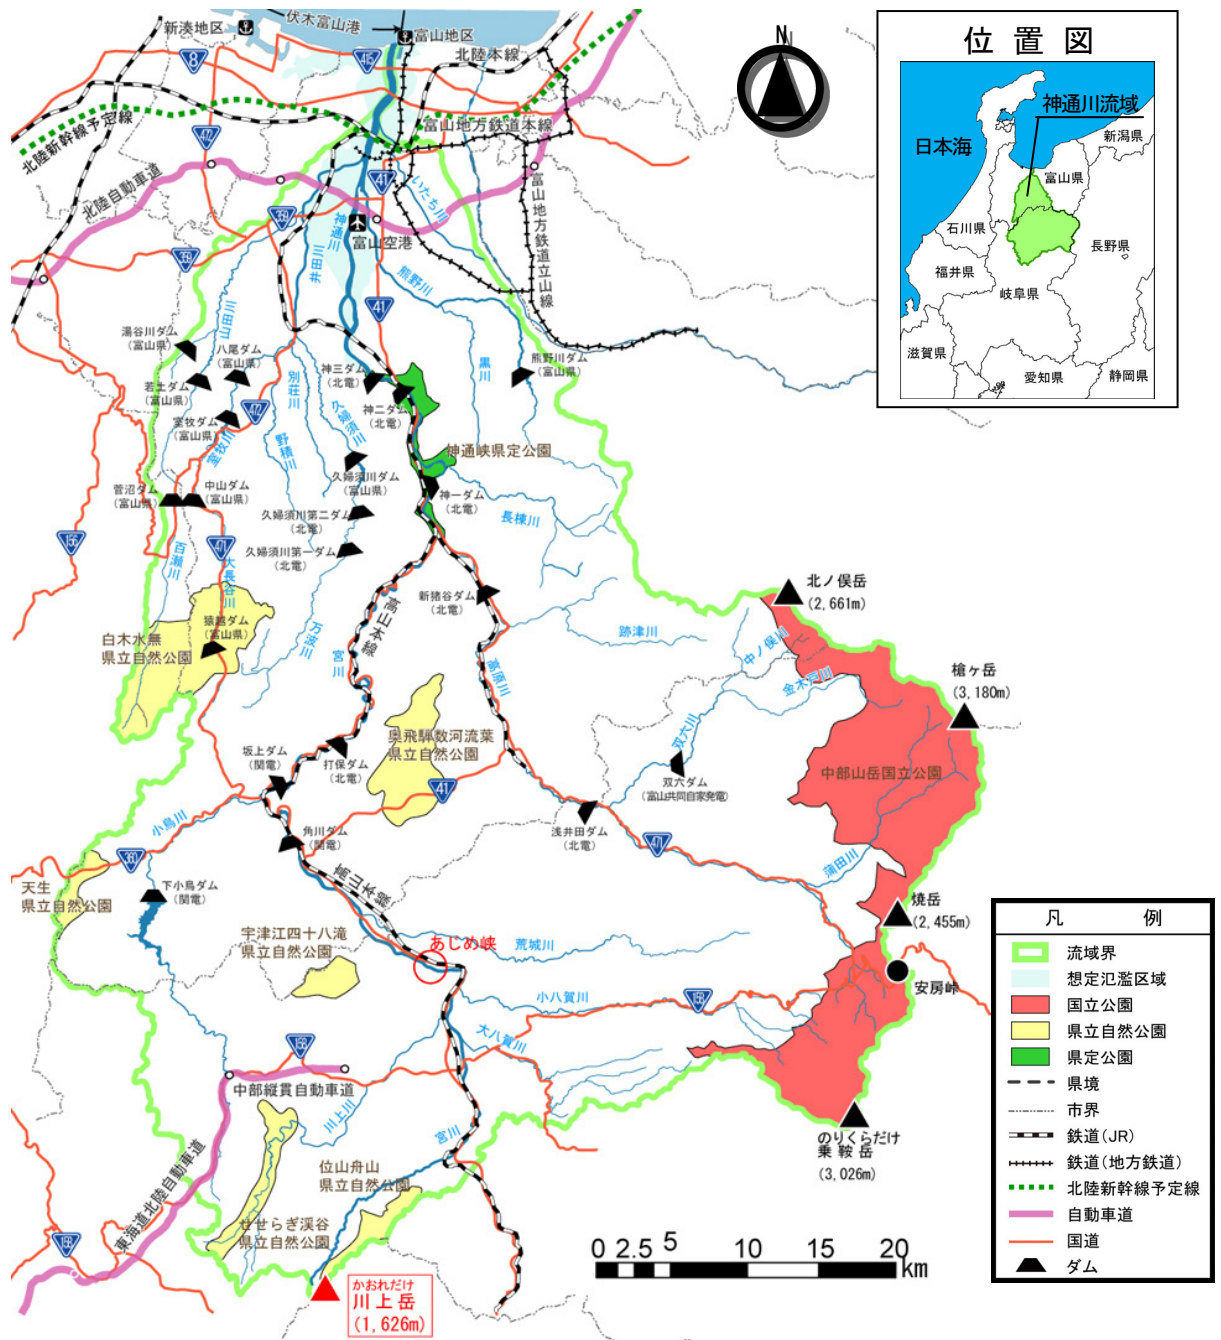 新湊地区
伏木富山港
富山地区
北陸本線
8
415
N
北陸新幹線予定線
472
富山地方鉄道本線
北陸自動車道
41
いたち川
富山地方鉄道立山線
359
神通川
富山空港
井田川
359
熊野川
41
山田川
湯谷川ダム
(富山県)
八尾ダム
(富山県)
若土ダム
(富山県)
別荘川
神三ダム
(北電)
黒川
熊野川ダム
(富山県)
室牧ダム
(富山県)
472
久婦須川
神二ダム
(北電)
室牧川
野積川
神通峡県定公園
久婦須川ダム
(富山県)
菅沼ダム
(富山県)
中山ダム
(富山県)
神一ダム
(北電)
長棟川
久婦須川第二ダム
(北電)
156
471
久婦須川第一ダム
(北電)
百瀬川
大長谷川
新猪谷ダム
(北電)
高山本線
北ノ俣岳
(2,661m)
猿越ダム
(富山県)
白木水無
県立自然公園
万波川
宮川
高原川
跡津川
中ノ俣川
金木戸川
槍ヶ岳
(3,180m)
双六川
坂上ダム
(関電)
打保ダム
(北電)
奥飛騨数河流葉
県立自然公園
双六ダム
(富山共同自家発電)
中部山岳国立公園
41
小鳥川
角川ダム
(関電)
浅井田ダム
(北電)
471
360
蒲田川
天生
県立自然公園
下小鳥ダム
(関電)
高山本線
焼岳
(2,455m)
宇津江四十八滝
県立自然公園
あじめ峡
荒城川
安房峠
小八賀川
158
大八賀川
158
中部縦貫自動車道
川上川
宮川
のりくらだけ
乗鞍岳
(3,026m)
位山舟山
県立自然公園
東海道北陸自動車道
せせらぎ渓谷
県立自然公園
158
かおれだけ
川上岳
(1,626m)
0 2.5 5 10 15 20
km
位置図
神通川流域
日本海
新潟県
富山県
石川県
長野県
福井県
岐阜県
滋賀県
愛知県
静岡県
凡例
流域界
想定氾濫区域
国立公園
県立自然公園
県定公園
県境
市界
鉄道(JR)
鉄道(地方鉄道)
北陸新幹線予定線
自動車道
国道
ダム